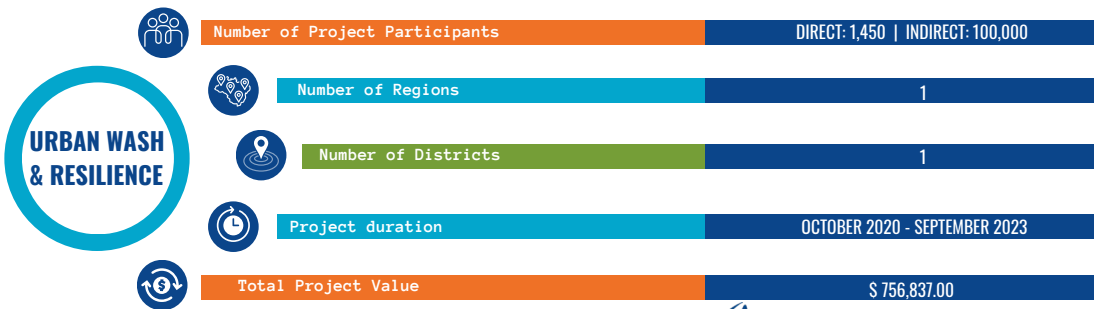 Number of Project Participants
DIRECT: 1,450 | INDIRECT: 100,000
Number of Regions
1
URBAN WASH
& RESILIENCE
Number of Districts
1
Project duration
OCTOBER 2020 - SEPTEMBER 2023
Total Project Value
$ 756,837.00